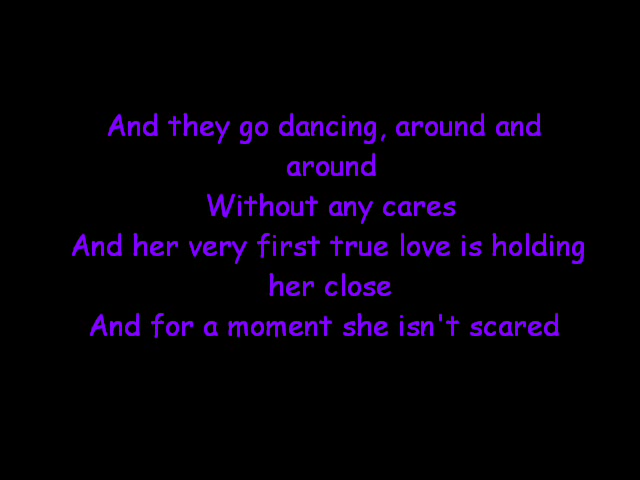 And they go dancing, around and
around
Without any cares
And her very first true love is holding
her close
And for a moment she isn't scared